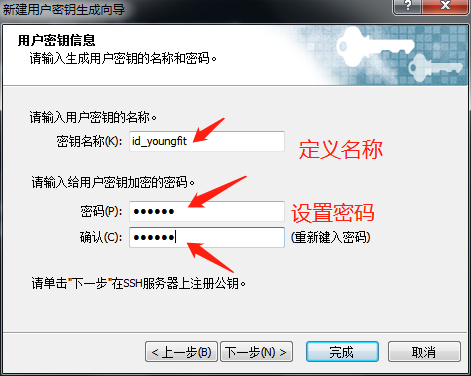 新建用户密钥生成向导
用户密钥信息
请输入生成用户密钥的名称和密码。
请输入用户密钥的名称。
密钥名称(K): id_youngfit
定义名称
请输入给用户密钥加密的密码。
密码(P): ●●●●●●
设置密码
确认(C): ●●●●●● (重新键入密码)
请单击"下一步"在SSH服务器上注册公钥。
< 上一步(B) 下一步(N) > 完成 取消